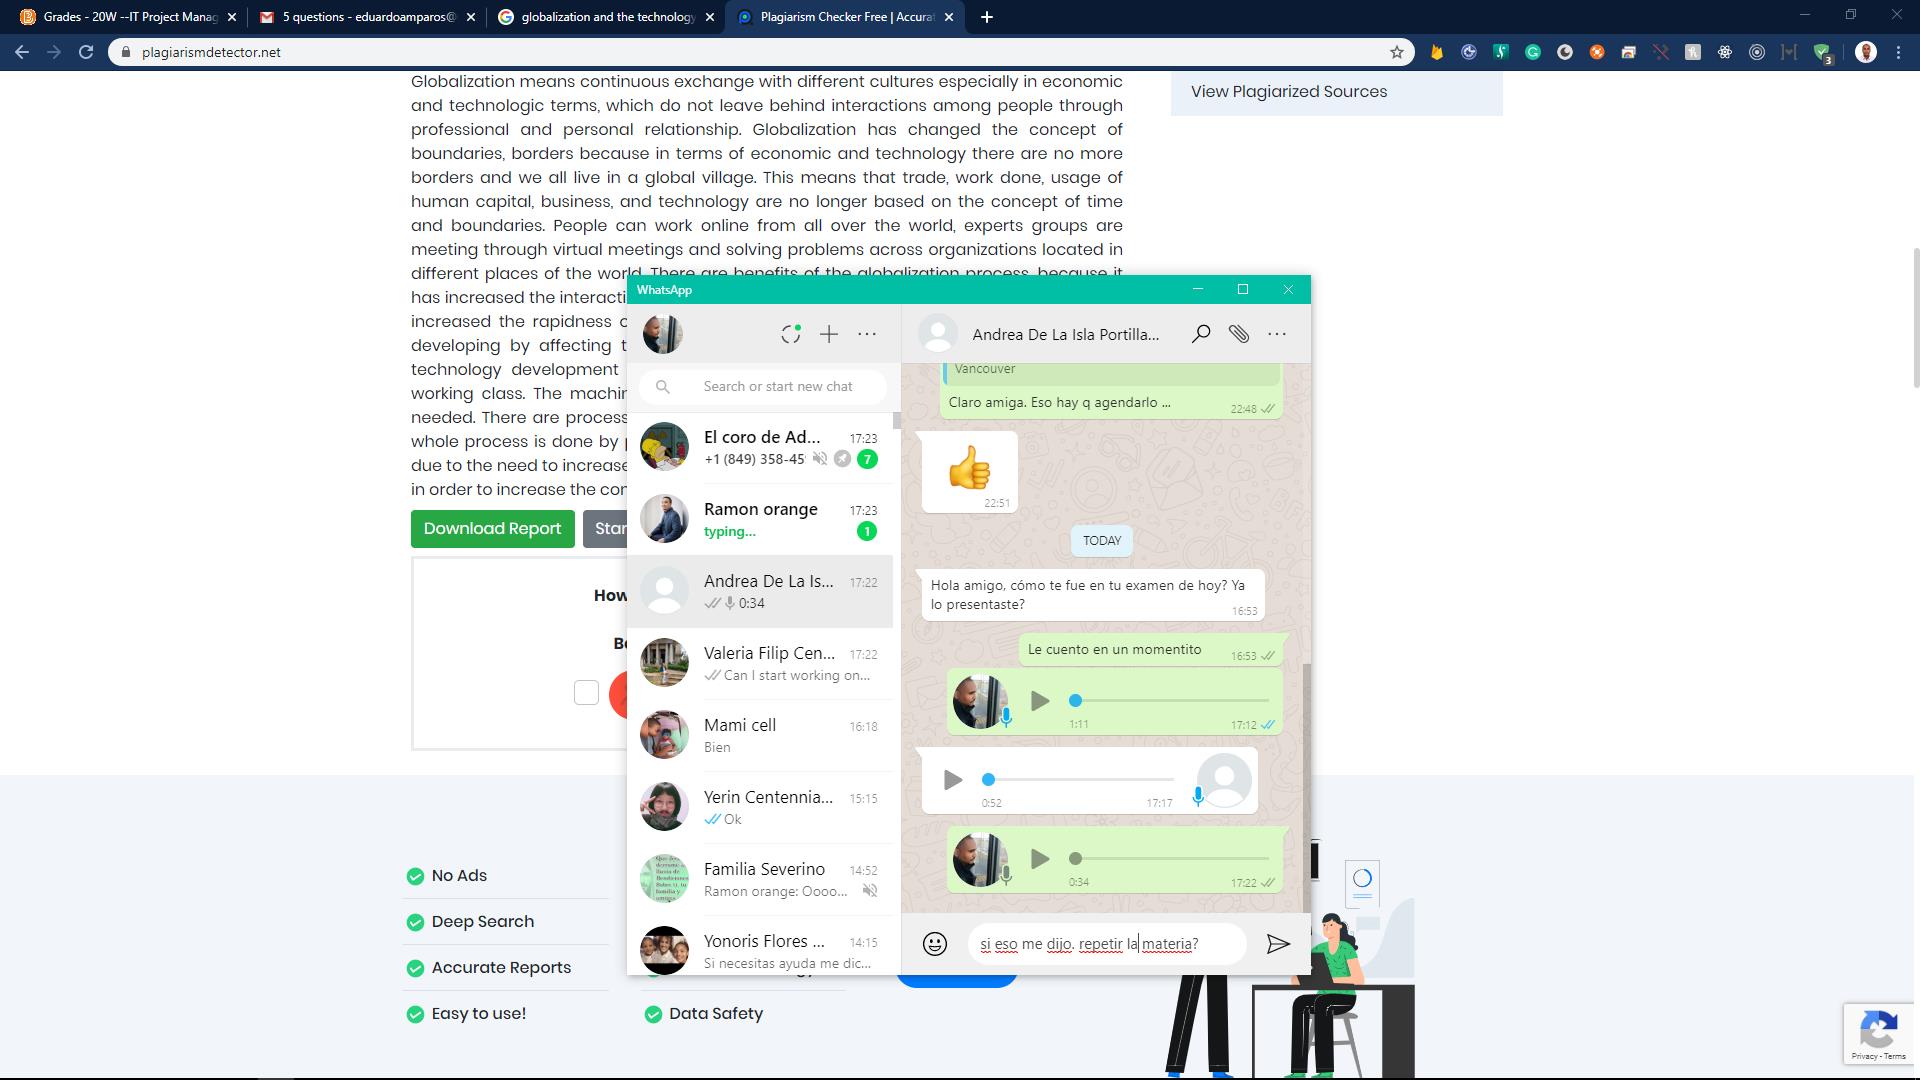 Grades - 20W --IT Project Manag
5 questions - eduardoamparos@
globalization and the technology
Plagiarism Checker Free | Accurat
plagiarismdetector.net
3
Globalization means continuous exchange with different cultures especially in economic
and technologic terms, which do not leave behind interactions among people through
professional and personal relationship. Globalization has changed the concept of
boundaries, borders because in terms of economic and technology there are no more
borders and we all live in a global village. This means that trade, work done, usage of
human capital, business, and technology are no longer based on the concept of time
and boundaries. People can work online from all over the world, experts groups are
meeting through virtual meetings and solving problems across organizations located in
different places of the world. There are benefits of the globalization process, because it
has increased the interacti
increased the rapidness o
developing by affecting t
technology development
working class. The machin
needed. There are process
whole process is done by p
due to the need to increase
in order to increase the con
View Plagiarized Sources
Download Report
Star
How
Be
No Ads
Deep Search
Accurate Reports
Easy to use!
Data Safety
Privacy - Terms
WhatsApp
Search or start new chat
El coro de Ad... 17:23
+1 (849) 358-45 7
Ramon orange 17:23
typing... 1
Andrea De La Is... 17:22
0:34
Valeria Filip Cen... 17:22
Can I start working on...
Mami cell 16:18
Bien
Yerin Centennia... 15:15
Ok
Familia Severino 14:52
Ramon orange: Oooo...
Yonoris Flores ... 14:15
Si necesitas ayuda me dic...
Andrea De La Isla Portilla...
Vancouver
Claro amiga. Eso hay q agendarlo ... 22:48
22:51
TODAY
Hola amigo, cómo te fue en tu examen de hoy? Ya
lo presentaste? 16:53
Le cuento en un momentito 16:53
1:11 17:12
0:52 17:17
0:34 17:22
si eso me dijo. repetir la materia?